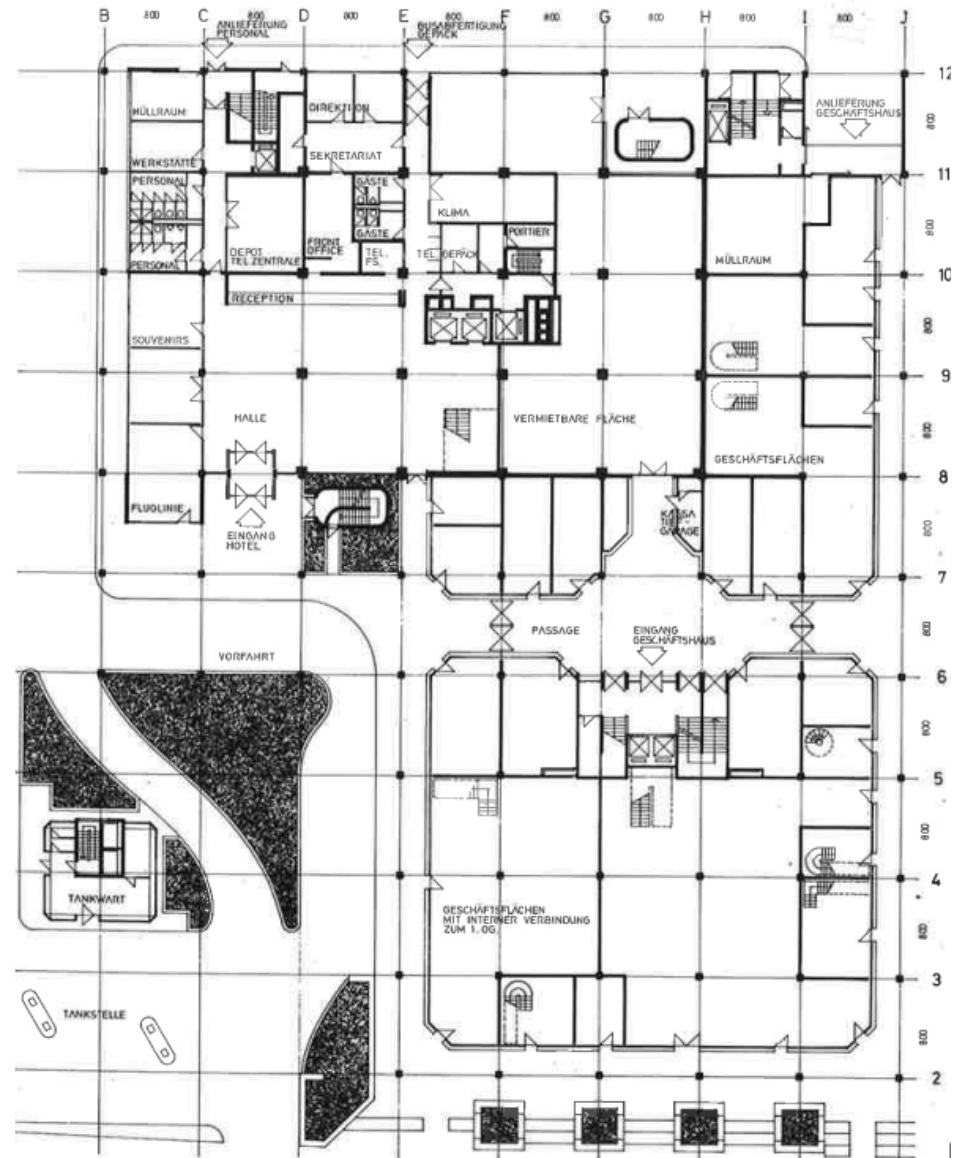 B C D E F G H I J
800 800 800 800 800 800 800 800
ANLIEFERUNG
PERSONAL
BUSABFERTIGUNG
GEPÄCK
12
MÜLLRAUM
DIREKTION
ANLIEFERUNG
GESCHÄFTSHAUS
800
WERKSTÄTTE
SEKRETARIAT
11
PERSONAL
GÄSTE
KLIMA
PORTIER
800
GÄSTE
FRONT
OFFICE
TEL.
FS.
TEL.
GEPÄCK
DEPOT
TEL. ZENTRALE
MÜLLRAUM
PERSONAL
10
RECEPTION
SOUVENIRS
800
9
HALLE
VERMIETBARE FLÄCHE
800
GESCHÄFTSFLÄCHEN
8
FLUGLINIE
EINGANG
HOTEL
KASSA
TIEF-
GARAGE
800
7
PASSAGE
EINGANG
GESCHÄFTSHAUS
800
VORFAHRT
6
800
5
800
TANKWART
4
GESCHÄFTSFLÄCHEN
MIT INTERNER VERBINDUNG
ZUM 1. OG.
800
3
TANKSTELLE
800
2